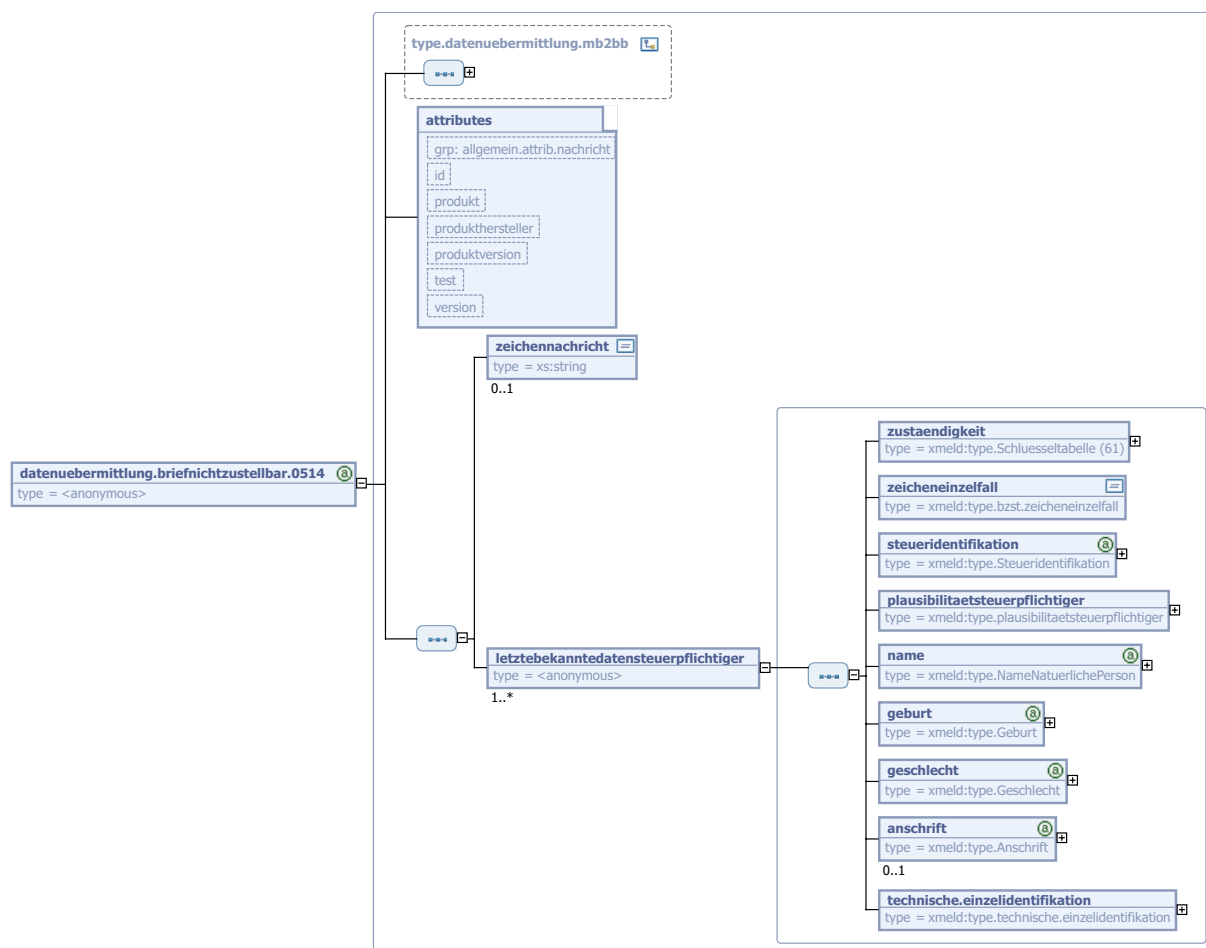 type.datenuebermittlung.mb2bb
attributes
grp: allgemein.attrib.nachricht
id
produkt
produkthersteller
produktversion
test
version
zeichennachricht
type = xs:string
0..1
datenuebermittlung.briefnichtzustellbar.0514 a
type = <anonymous>
letztebekanntedatensteuerpflichtiger
type = <anonymous>
1..*
zustaendigkeit
type = xmeld:type.Schluesseltabelle (61)
zeicheneinzelfall
type = xmeld:type.bzst.zeicheneinzelfall
steueridentifikation a
type = xmeld:type.Steueridentifikation
plausibilitaetsteuerpflichtiger
type = xmeld:type.plausibilitaetsteuerpflichtiger
name a
type = xmeld:type.NameNatuerlichePerson
geburt a
type = xmeld:type.Geburt
geschlecht a
type = xmeld:type.Geschlecht
anschrift a
type = xmeld:type.Anschrift
0..1
technische.einzelidentifikation
type = xmeld:type.technische.einzelidentifikation